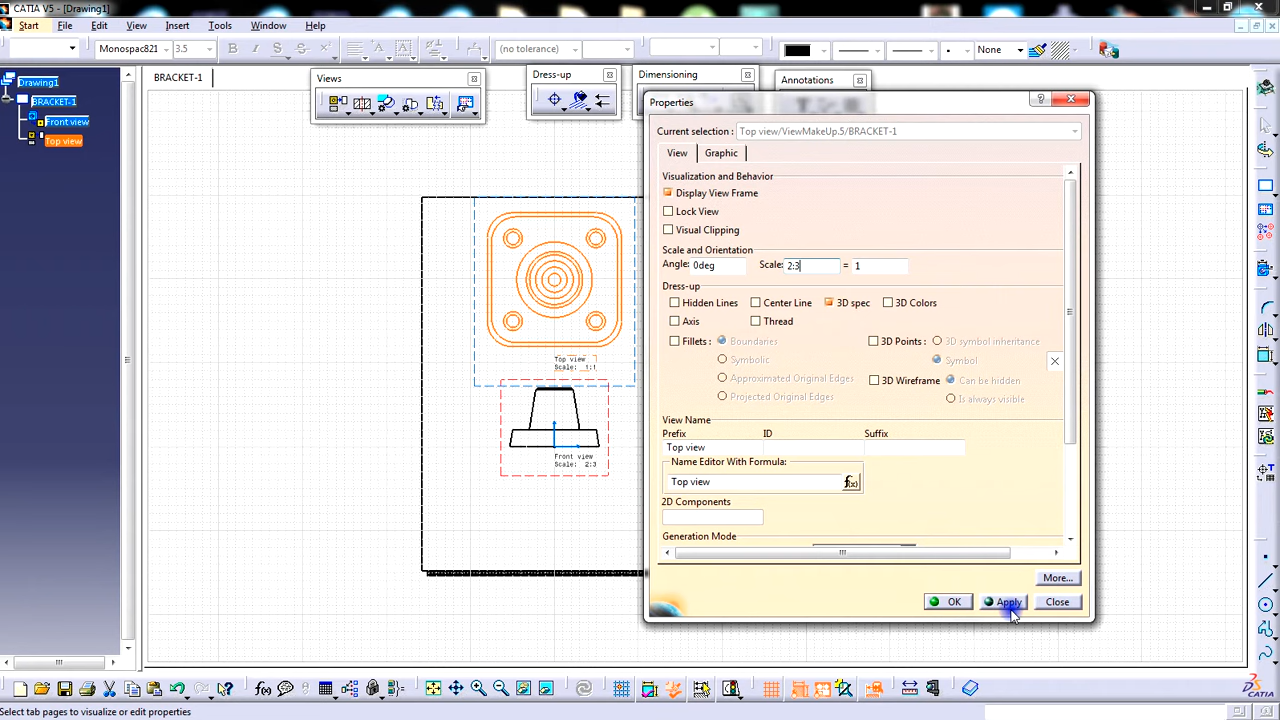 CATIA V5 - [Drawing1]
Start File Edit View Insert Tools Window Help
Monospac821 3.5 B I S (no tolerance) None
Drawing1
BRACKET-1
Front view
Top view
BRACKET-1
Views
Dress-up
Dimensioning
Annotations
Top view
Scale: 1:1
Front view
Scale: 2:3
Properties
Current selection : Top view/ViewMakeUp.5/BRACKET-1
View Graphic
Visualization and Behavior
Display View Frame
Lock View
Visual Clipping
Scale and Orientation
Angle: 0deg Scale: 2:3 = 1
Dress-up
Hidden Lines Center Line 3D spec 3D Colors
Axis Thread
Fillets : Boundaries 3D Points : 3D symbol inheritance
Symbolic Symbol
Approximated Original Edges 3D Wireframe Can be hidden
Projected Original Edges Is always visible
View Name
Prefix ID Suffix
Top view
Name Editor With Formula:
Top view f(x)
2D Components
Generation Mode
More...
OK Apply Close
Select tab pages to visualize or edit properties